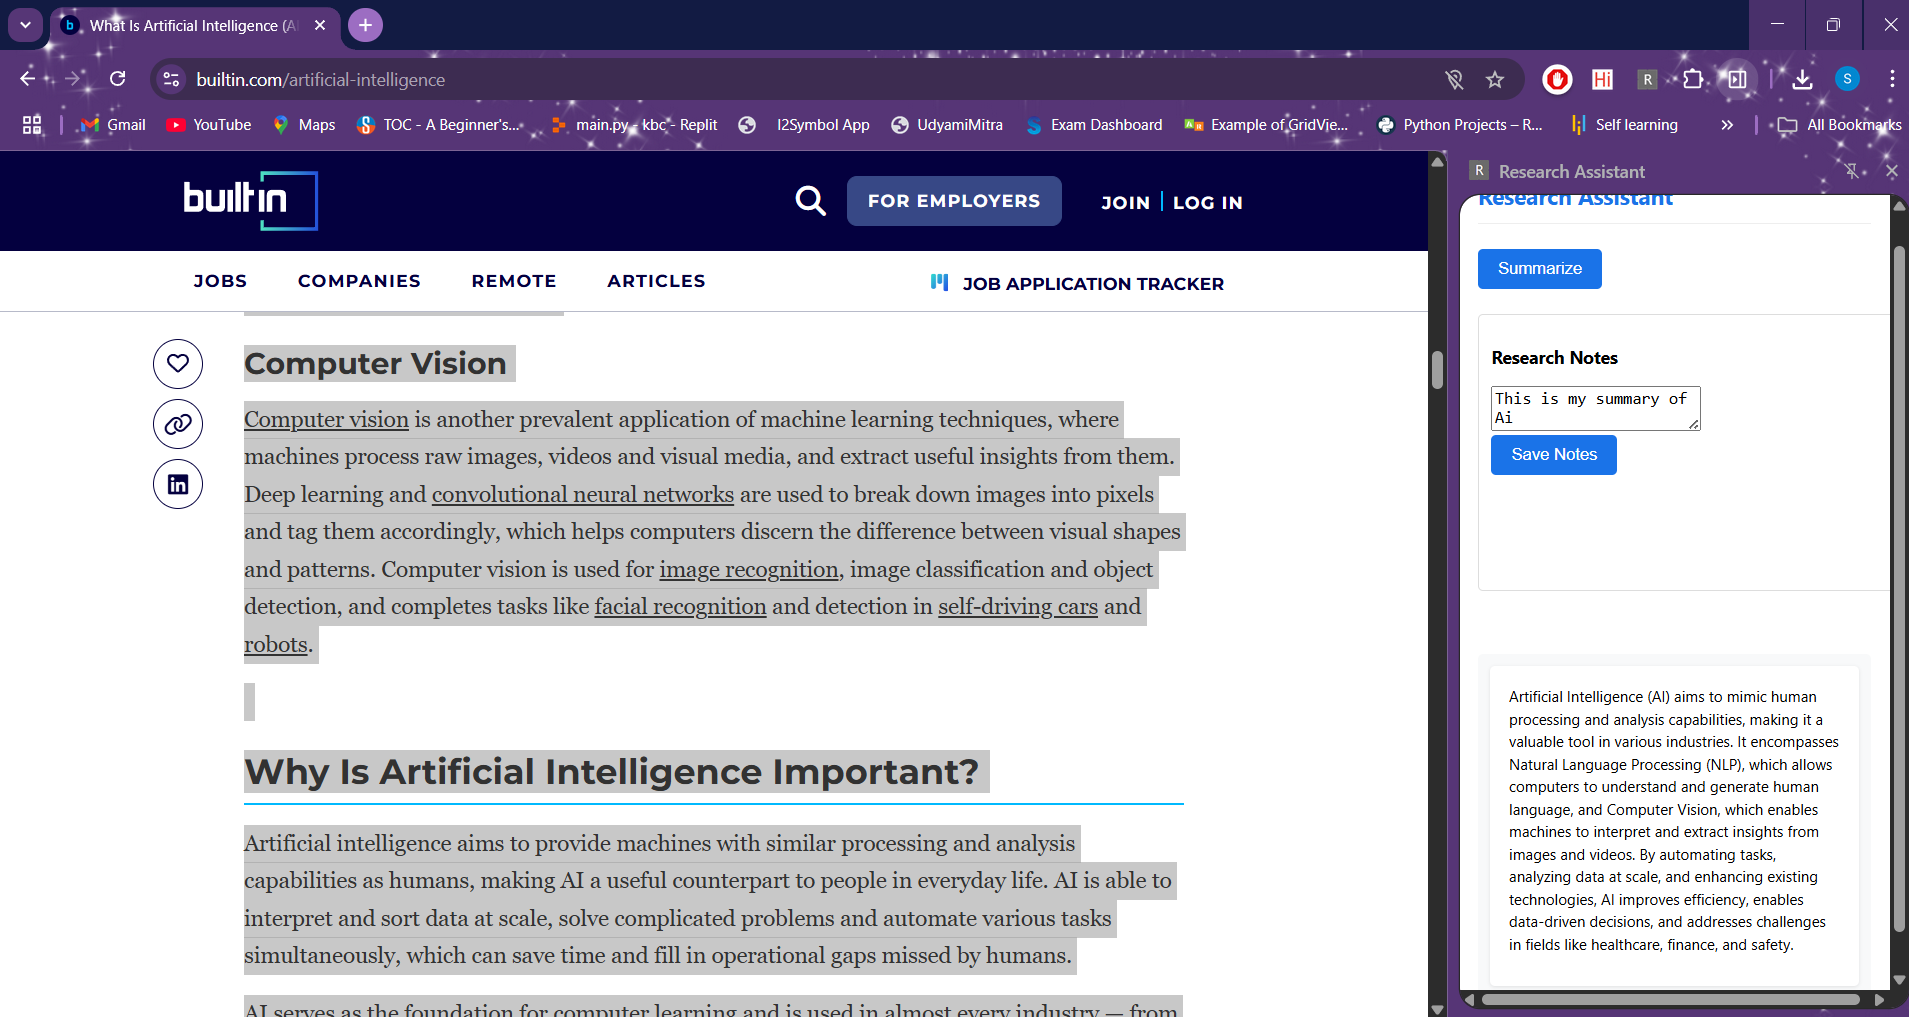 What Is Artificial Intelligence (A
builtin.com/artificial-intelligence
Hi
R
S
Gmail
YouTube
Maps
TOC - A Beginner's...
main.py - kbc - Replit
I2Symbol App
UdyamiMitra
Exam Dashboard
Example of GridVie...
Python Projects – R...
Self learning
All Bookmarks
builtin
FOR EMPLOYERS
JOIN
LOG IN
JOBS
COMPANIES
REMOTE
ARTICLES
JOB APPLICATION TRACKER
Computer Vision
Computer vision is another prevalent application of machine learning techniques, where
machines process raw images, videos and visual media, and extract useful insights from them.
Deep learning and convolutional neural networks are used to break down images into pixels
and tag them accordingly, which helps computers discern the difference between visual shapes
and patterns. Computer vision is used for image recognition, image classification and object
detection, and completes tasks like facial recognition and detection in self-driving cars and
robots.
Why Is Artificial Intelligence Important?
Artificial intelligence aims to provide machines with similar processing and analysis
capabilities as humans, making AI a useful counterpart to people in everyday life. AI is able to
interpret and sort data at scale, solve complicated problems and automate various tasks
simultaneously, which can save time and fill in operational gaps missed by humans.
AI serves as the foundation for computer learning and is used in almost every industry — from
R
Research Assistant
Research Assistant
Summarize
Research Notes
This is my summary of
Ai
Save Notes
Artificial Intelligence (AI) aims to mimic human
processing and analysis capabilities, making it a
valuable tool in various industries. It encompasses
Natural Language Processing (NLP), which allows
computers to understand and generate human
language, and Computer Vision, which enables
machines to interpret and extract insights from
images and videos. By automating tasks,
analyzing data at scale, and enhancing existing
technologies, AI improves efficiency, enables
data-driven decisions, and addresses challenges
in fields like healthcare, finance, and safety.